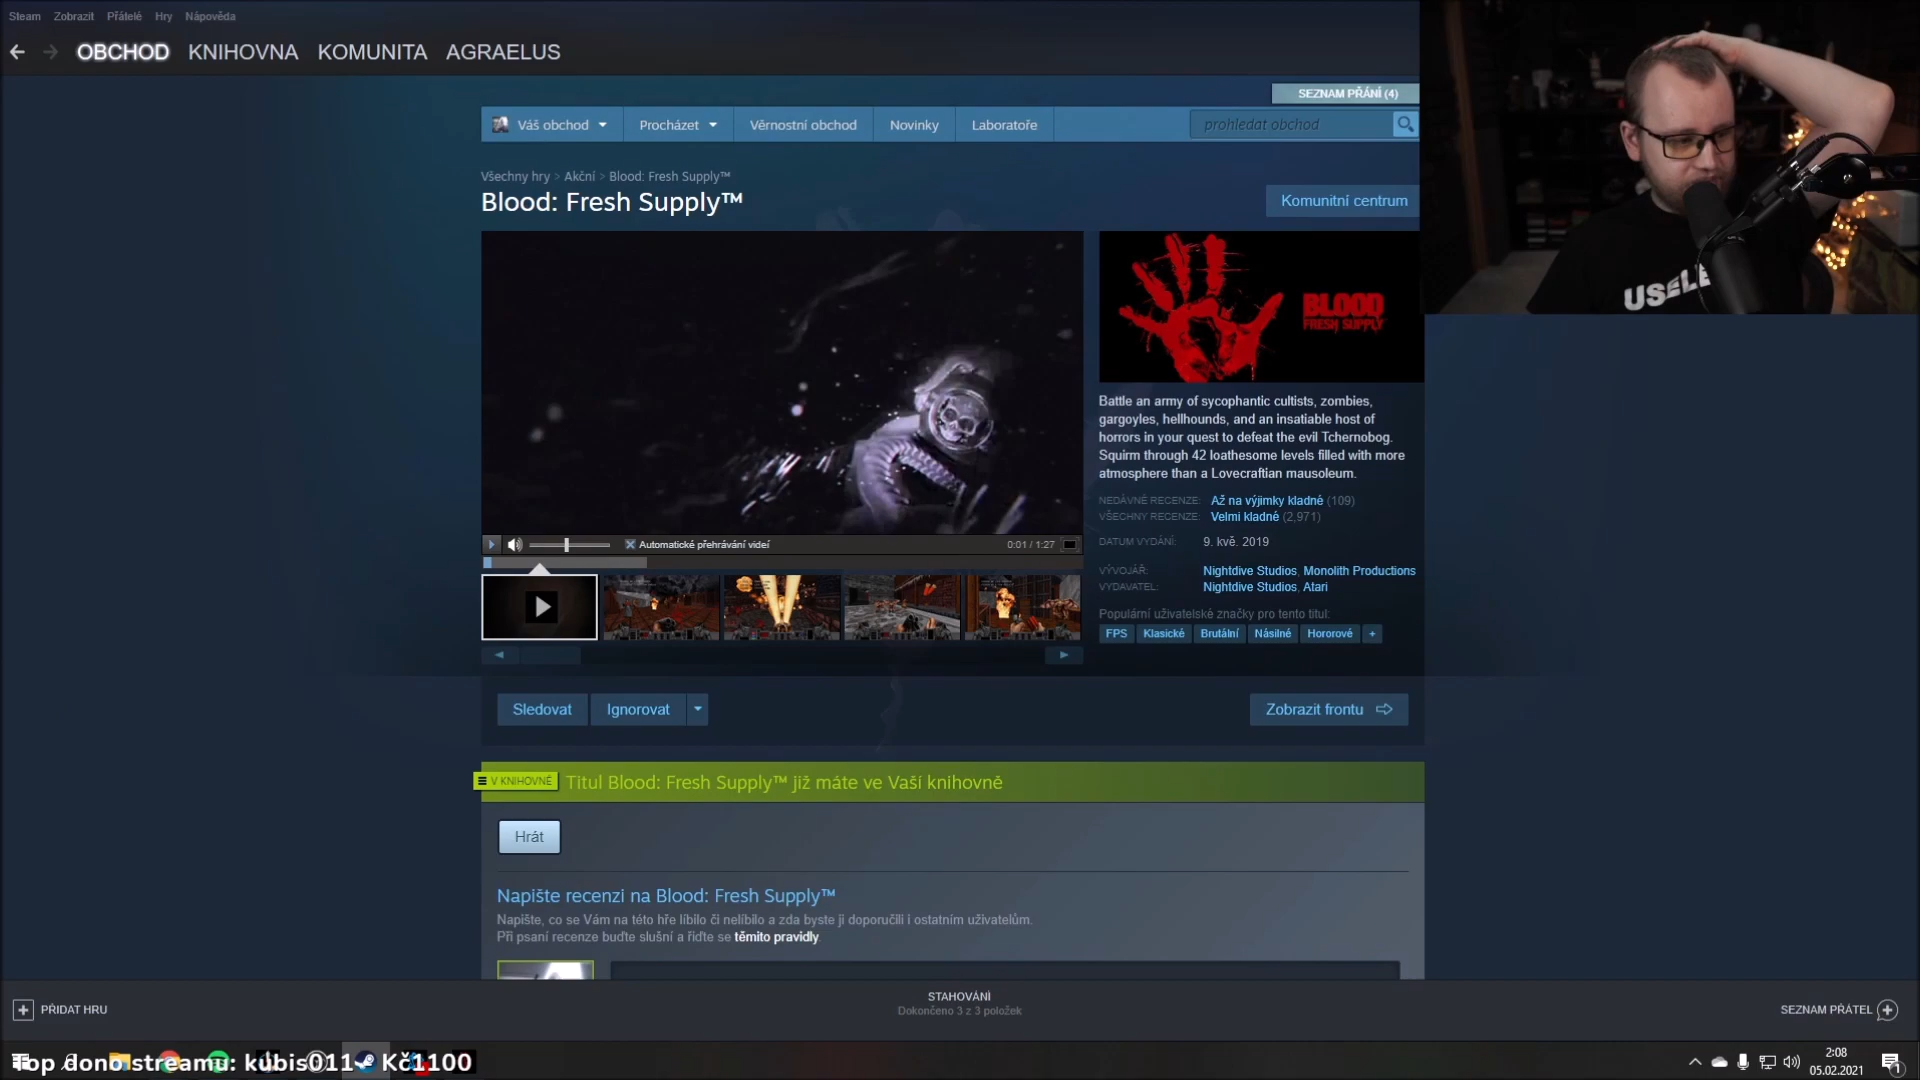 Steam Zobrazit Přátelé Hry Nápověda
OBCHOD KNIHOVNA KOMUNITA AGRAELUS
SEZNAM PŘÁNÍ (4)
Váš obchod Procházet Věrnostní obchod Novinky Laboratoře prohledat obchod
Všechny hry > Akční > Blood: Fresh Supply™
Blood: Fresh Supply™
Komunitní centrum
BLOOD
FRESH SUPPLY
USELE
Battle an army of sycophantic cultists, zombies,
gargoyles, hellhounds, and an insatiable host of
horrors in your quest to defeat the evil Tchernobog.
Squirm through 42 loathesome levels filled with more
atmosphere than a Lovecraftian mausoleum.
NEDÁVNÉ RECENZE: Až na výjimky kladné (109)
VŠECHNY RECENZE: Velmi kladné (2,971)
DATUM VYDÁNÍ: 9. kvě. 2019
VÝVOJÁŘ: Nightdive Studios, Monolith Productions
VYDAVATEL: Nightdive Studios, Atari
Populární uživatelské značky pro tento titul:
FPS Klasické Brutální Násilné Hororové +
Automatické přehrávání videí 0:01 / 1:27
Sledovat Ignorovat Zobrazit frontu
V KNIHOVNĚ Titul Blood: Fresh Supply™ již máte ve Vaší knihovně
Hrát
Napište recenzi na Blood: Fresh Supply™
Napište, co se Vám na této hře líbilo či nelíbilo a zda byste ji doporučili i ostatním uživatelům.
Při psaní recenze buďte slušní a řiďte se těmito pravidly.
PŘIDAT HRU
STAHOVÁNÍ
Dokončeno 3 z 3 položek
SEZNAM PŘÁTEL
Top dono streamu: kubis011 - Kč1100
2:08
05.02.2021
1